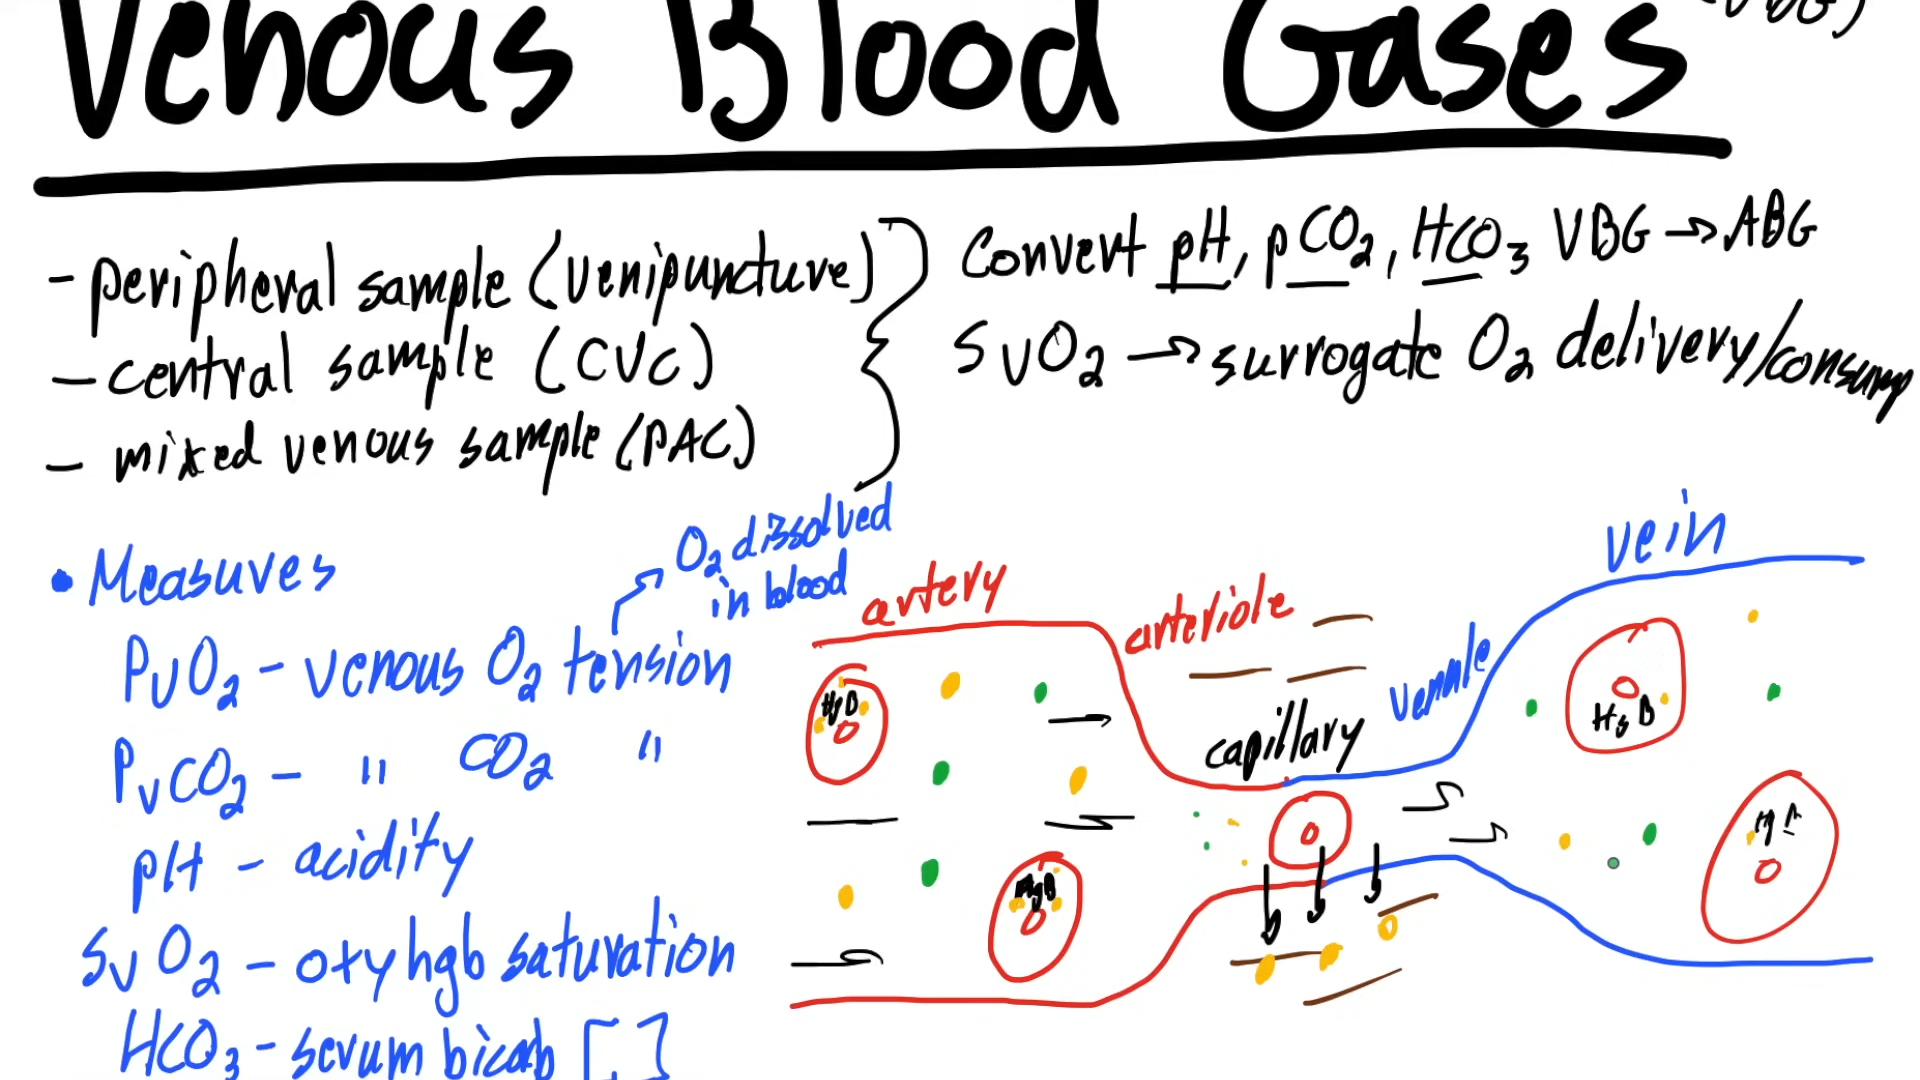 Venous Blood Gases (VBG)
- peripheral sample (venipuncture)
- central sample (CVC)
- mixed venous sample (PAC)
Convert pH, pCO2, HCO3 VBG → ABG
SvO2 → surrogate O2 delivery/consump
• Measures
O2 dissolved
in blood
PvO2 - venous O2 tension
PvCO2 - " CO2 "
pH - acidity
SvO2 - oxyhgb saturation
HCO3 - serum bicarb [ ]
artery
arteriole
capillary
venule
vein
HgB
HgB
HgB